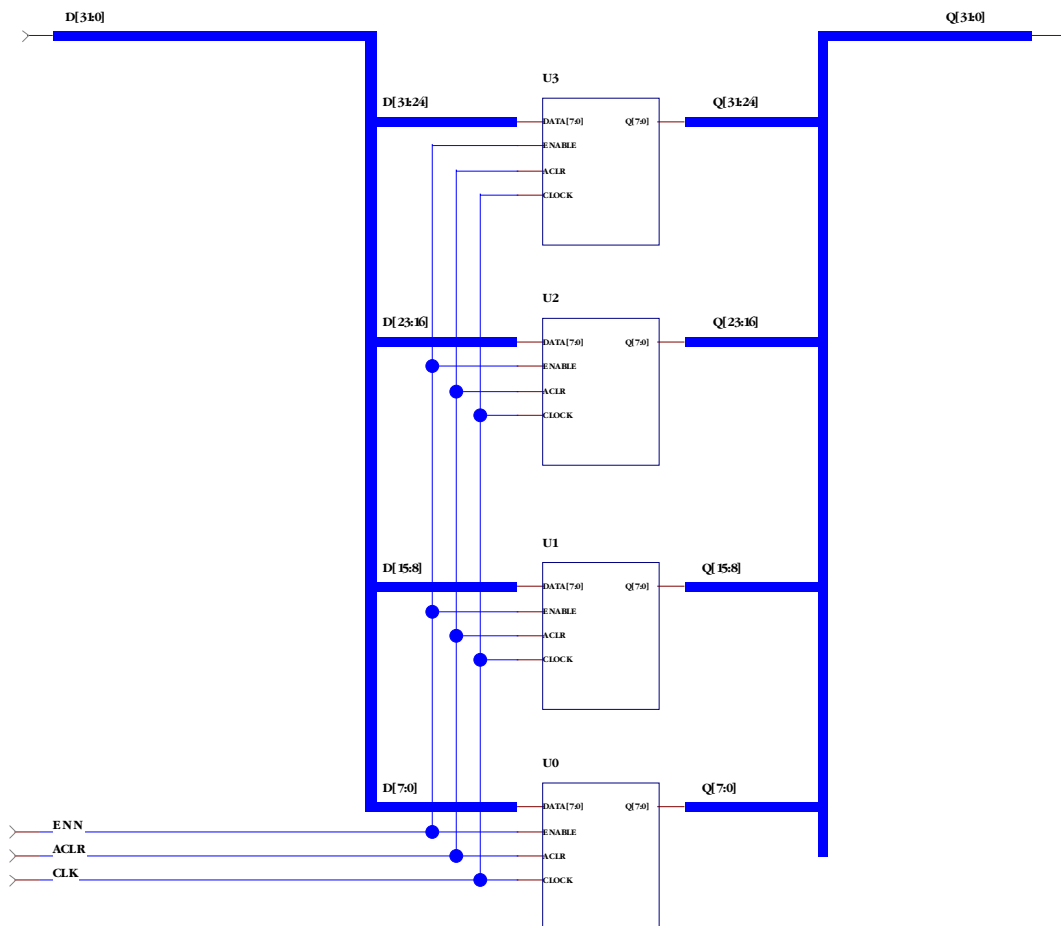 D[31:0]
Q[31:0]
U3
D[31:24]
Q[31:24]
DATA[7:0]
Q[7:0]
ENABLE
ACLR
CLOCK
U2
D[23:16]
Q[23:16]
DATA[7:0]
Q[7:0]
ENABLE
ACLR
CLOCK
U1
D[15:8]
Q[15:8]
DATA[7:0]
Q[7:0]
ENABLE
ACLR
CLOCK
U0
D[7:0]
Q[7:0]
DATA[7:0]
Q[7:0]
ENN
ENABLE
ACLR
ACLR
CLK
CLOCK